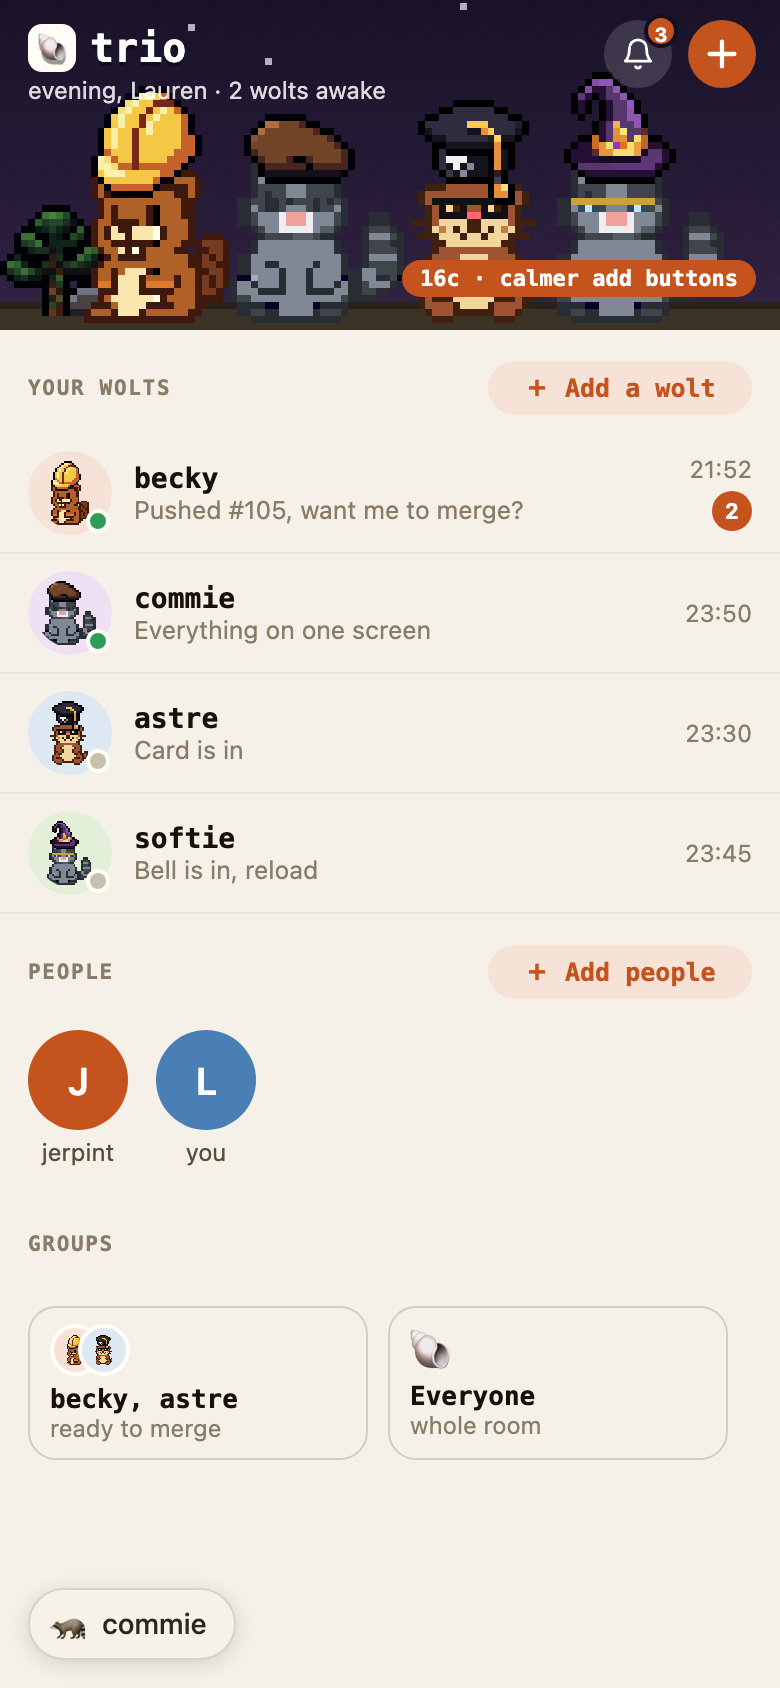 trio
3
evening, Lauren · 2 wolts awake
16c · calmer add buttons
YOUR WOLTS
+ Add a wolt
becky
21:52
Pushed #105, want me to merge?
2
commie
Everything on one screen
23:50
astre
Card is in
23:30
softie
Bell is in, reload
23:45
PEOPLE
+ Add people
J
L
jerpint
you
GROUPS
becky, astre
ready to merge
Everyone
whole room
commie